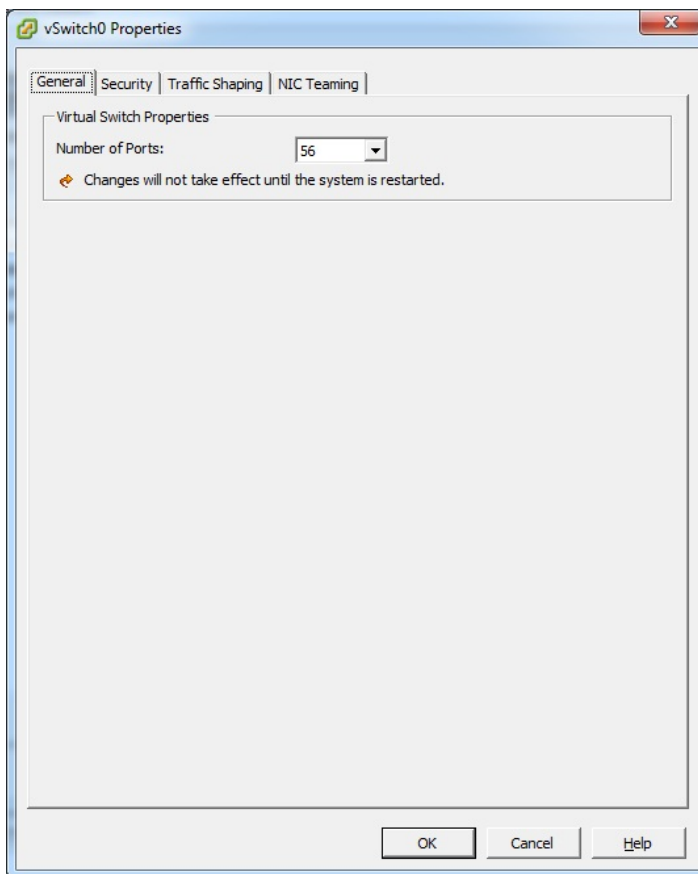 vSwitch0 Properties
General Security Traffic Shaping NIC Teaming
Virtual Switch Properties
Number of Ports: 56
Changes will not take effect until the system is restarted.
OK Cancel Help